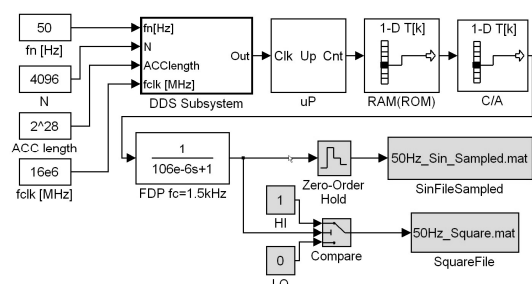 50
fn [Hz]
4096
N
2^28
ACC length
16e6
fclk [MHz]
fn[Hz]
N
ACClength
fclk [MHz]
Out
DDS Subsystem
Clk Up Cnt
uP
1-D T[k]
RAM(ROM)
1-D T[k]
C/A
1
106e-6s+1
FDP fc=1.5kHz
Zero-Order
Hold
50Hz_Sin_Sampled.mat
SinFileSampled
1
HI
0
Compare
50Hz_Square.mat
SquareFile